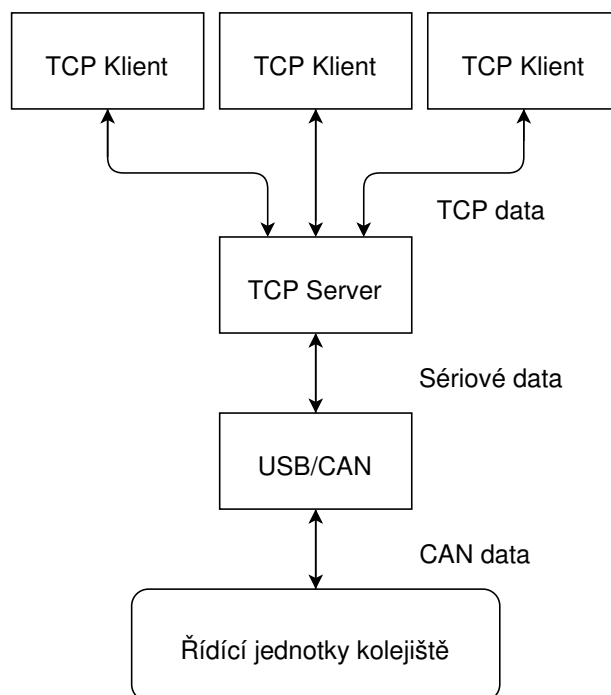 TCP Klient
TCP Klient
TCP Klient
TCP data
TCP Server
Sériové data
USB/CAN
CAN data
Řídící jednotky kolejiště